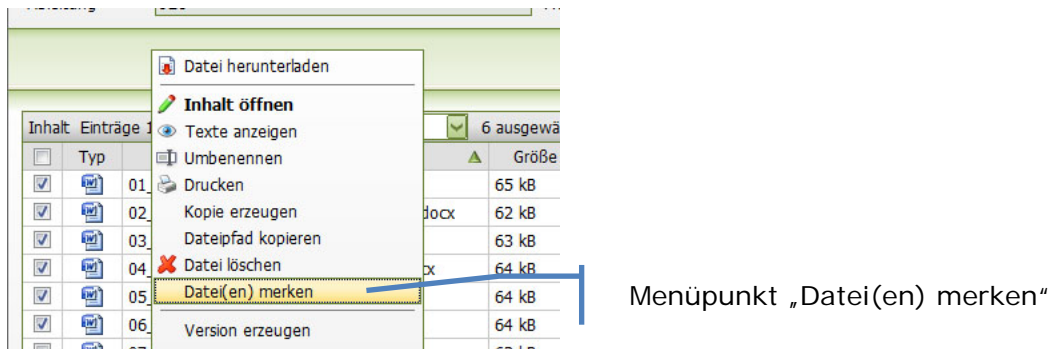 Datei herunterladen
Inhalt öffnen
Inhalt Einträge 1
6 ausgewä
Texte anzeigen
Typ
Umbenennen
Größe
01_
Drucken
65 kB
02_
Kopie erzeugen
docx
62 kB
03_
Dateipfad kopieren
63 kB
04_
Datei löschen
64 kB
05_
Datei(en) merken
64 kB
Menüpunkt „Datei(en) merken“
06_
Version erzeugen
64 kB